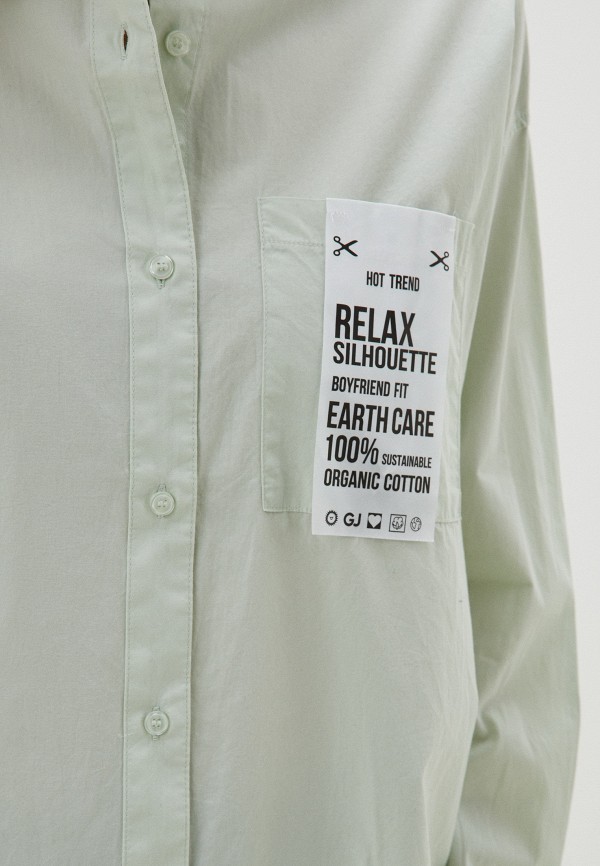 HOT TREND
RELAX
SILHOUETTE
BOYFRIEND FIT
EARTH CARE
100% SUSTAINABLE
ORGANIC COTTON
GJ